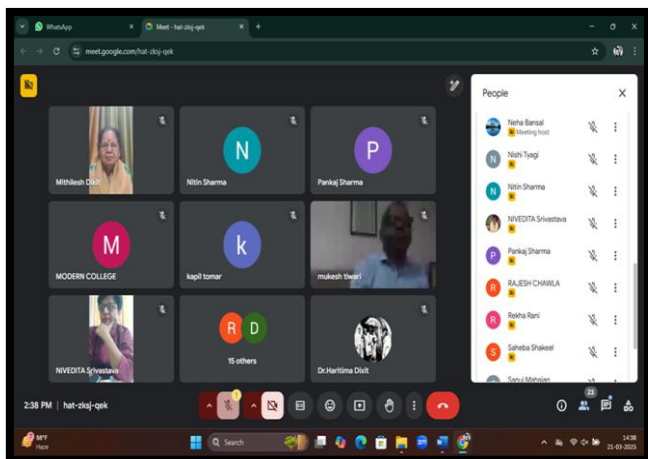 WhatsApp
Meet - hat-zksj-qek
meet.google.com/hat-zksj-qek
Mithilesh Dixit
N
Nitin Sharma
P
Pankaj Sharma
M
MODERN COLLEGE
k
kapil tomar
mukesh tiwari
NIVEDITA Srivastava
R D
15 others
Dr.Haritima Dixit
People
Neha Bansal
Meeting host
N
Nishi Tyagi
N
Nitin Sharma
NIVEDITA Srivastava
P
Pankaj Sharma
R
RAJESH CHAWLA
R
Rekha Rani
S
Saheba Shakeel
2:38 PM | hat-zksj-qek
23
Haze
Search
14:38
21-03-2025